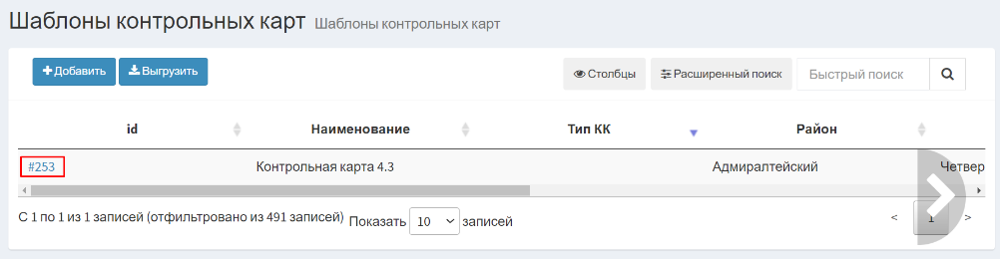 Шаблоны контрольных карт Шаблоны контрольных карт
Добавить Выгрузить Столбцы Расширенный поиск Быстрый поиск
id Наименование Тип КК Район
#253 Контрольная карта 4.3 Адмиралтейский Четвер
С 1 по 1 из 1 записей (отфильтровано из 491 записей) Показать 10 записей < 1 >